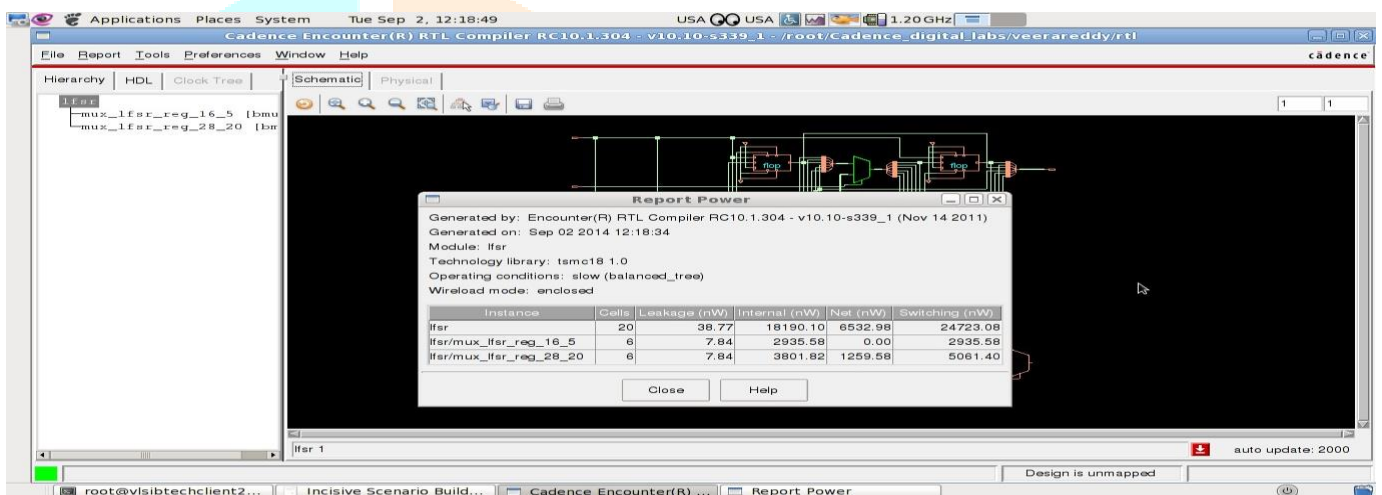 Applications Places System Tue Sep 2, 12:18:49 USA USA 1.20 GHz
Cadence Encounter(R) RTL Compiler RC10.1.304 - v10.10-s339_1 - /root/Cadence_digital_labs/veerareddy/rtl
File Report Tools Preferences Window Help cādence
Hierarchy HDL Clock Tree Schematic Physical
lfsr
mux_lfsr_reg_16_5 [bmu
mux_lfsr_reg_28_20 [bm
1 1
flop flop
Report Power
Generated by: Encounter(R) RTL Compiler RC10.1.304 - v10.10-s339_1 (Nov 14 2011)
Generated on: Sep 02 2014 12:18:34
Module: lfsr
Technology library: tsmc18 1.0
Operating conditions: slow (balanced_tree)
Wireload mode: enclosed
Instance Cells Leakage (nW) Internal (nW) Net (nW) Switching (nW)
lfsr 20 38.77 18190.10 6532.98 24723.08
lfsr/mux_lfsr_reg_16_5 6 7.84 2935.58 0.00 2935.58
lfsr/mux_lfsr_reg_28_20 6 7.84 3801.82 1259.58 5061.40
Close Help
lfsr 1 auto update: 2000
Design is unmapped
root@vlsibtechclient2... Incisive Scenario Build... Cadence Encounter(R) ... Report Power